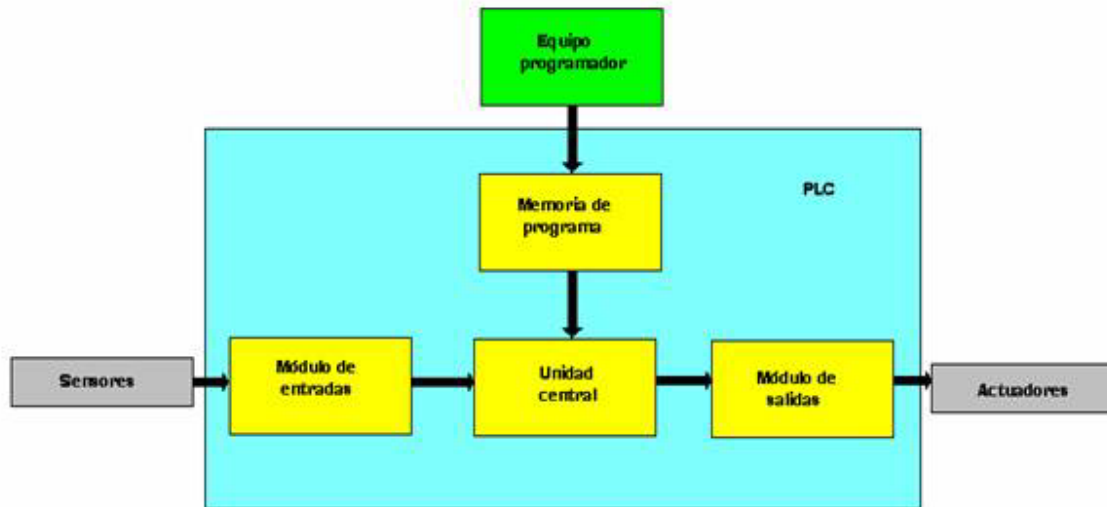 Equipo
programador
PLC
Memoria de
programa
Sensores
Módulo de
entradas
Unidad
central
Módulo de
salidas
Actuadores